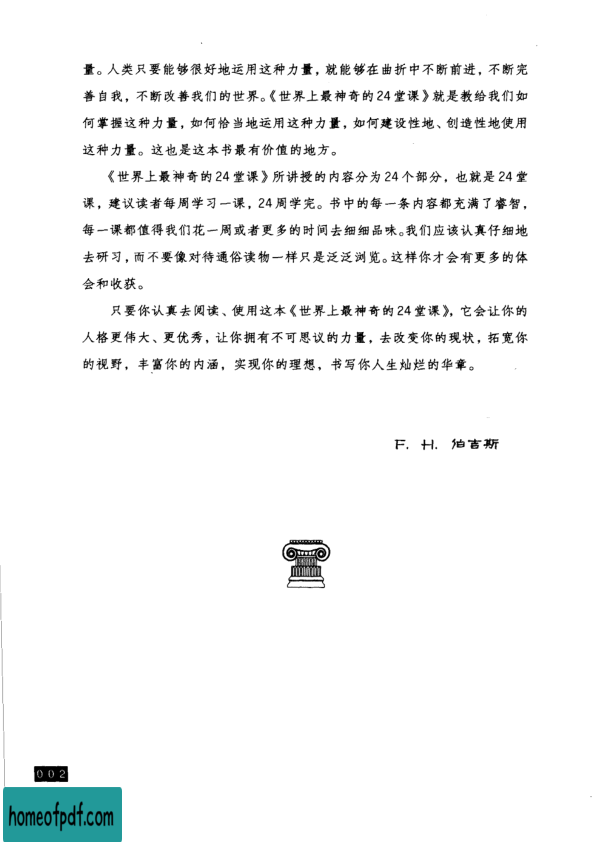 量。人类只要能够很好地运用这种力量，就能够在曲折中不断前进，不断完
善自我，不断改善我们的世界。《世界上最神奇的24堂课》就是教给我们如
何掌握这种力量，如何恰当地运用这种力量，如何建设性地、创造性地使用
这种力量。这也是这本书最有价值的地方。
《世界上最神奇的24堂课》所讲授的内容分为24个部分，也就是24堂
课，建议读者每周学习一课，24周学完。书中的每一条内容都充满了睿智，
每一课都值得我们花一周或者更多的时间去细细品味。我们应该认真仔细地
去研习，而不要像对待通俗读物一样只是泛泛浏览。这样你才会有更多的体
会和收获。
只要你认真去阅读、使用这本《世界上最神奇的24堂课》，它会让你的
人格更伟大、更优秀，让你拥有不可思议的力量，去改变你的现状，拓宽你
的视野，丰富你的内涵，实现你的理想，书写你人生灿烂的华章。
F. H. 伯吉斯
002
homeofpdf.com